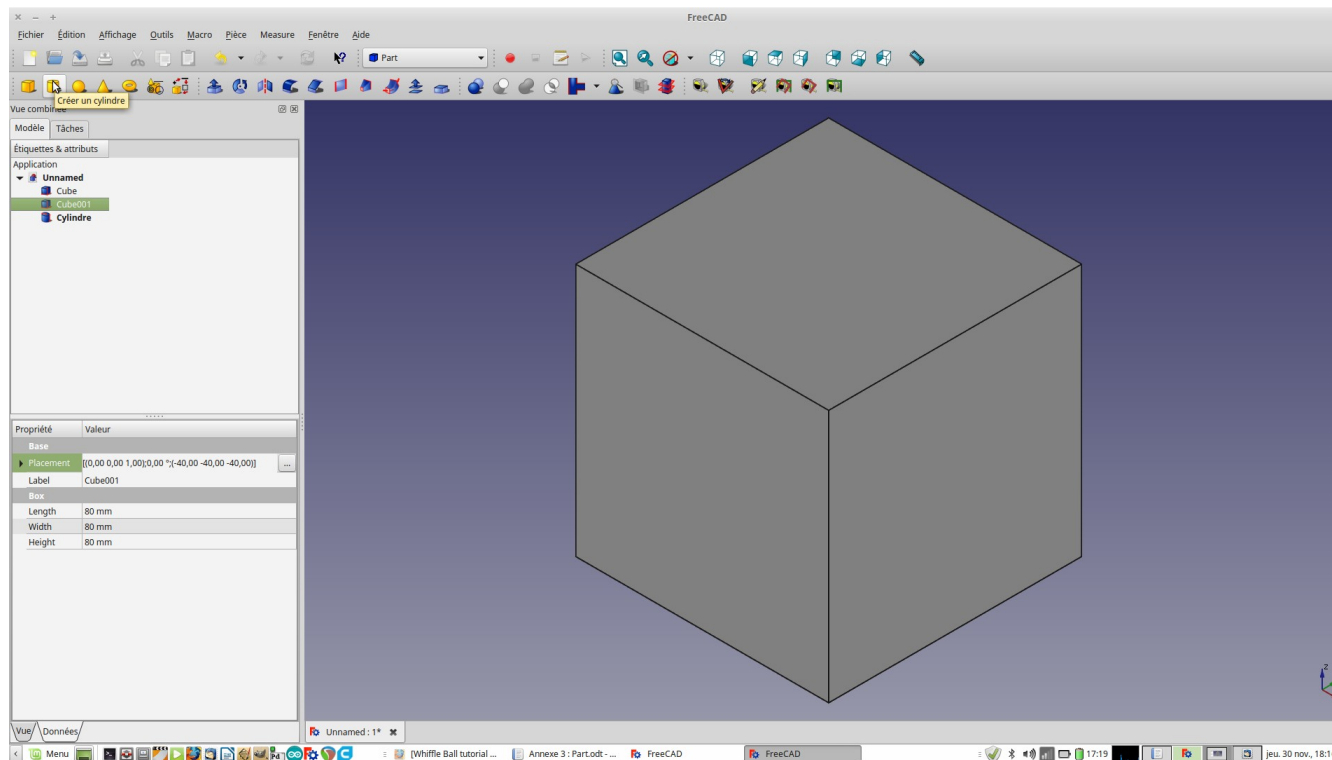 FreeCAD
Fichier Édition Affichage Outils Macro Pièce Measure Fenêtre Aide
Part
Créer un cylindre
Vue combinée
Modèle Tâches
Étiquettes & attributs
Application
Unnamed
Cube
Cube001
Cylindre
Propriété Valeur
Base
Placement [(0,00 0,00 1,00);0,00 °;(-40,00 -40,00 -40,00)] ...
Label Cube001
Box
Length 80 mm
Width 80 mm
Height 80 mm
Vue Données
Unnamed : 1*
Z
Menu [Whiffle Ball tutorial ... Annexe 3 : Part.odt - ... FreeCAD FreeCAD 17:19 jeu. 30 nov., 18:1